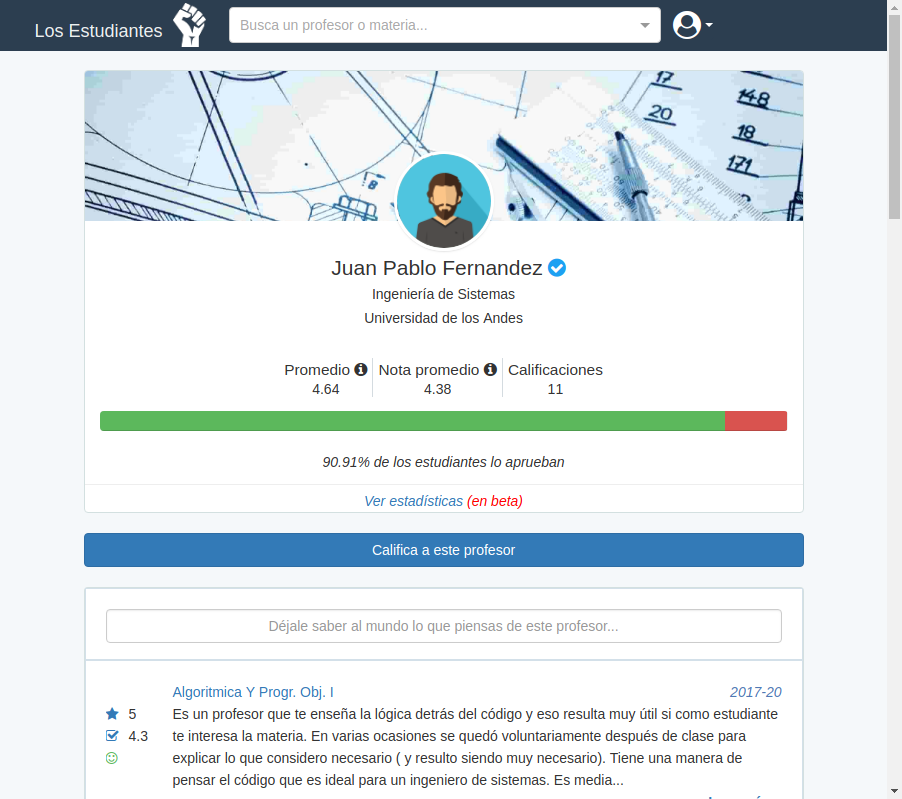 Los Estudiantes
Busca un profesor o materia...
17
148
20
18
171
!8
Juan Pablo Fernandez
Ingeniería de Sistemas
Universidad de los Andes
Promedio Nota promedio Calificaciones
4.64 4.38 11
90.91% de los estudiantes lo aprueban
Ver estadísticas (en beta)
Califica a este profesor
Déjale saber al mundo lo que piensas de este profesor...
Algoritmica Y Progr. Obj. I 2017-20
5 Es un profesor que te enseña la lógica detrás del código y eso resulta muy útil si como estudiante
4.3 te interesa la materia. En varias ocasiones se quedó voluntariamente después de clase para
explicar lo que considero necesario ( y resulto siendo muy necesario). Tiene una manera de
pensar el código que es ideal para un ingeniero de sistemas. Es media...